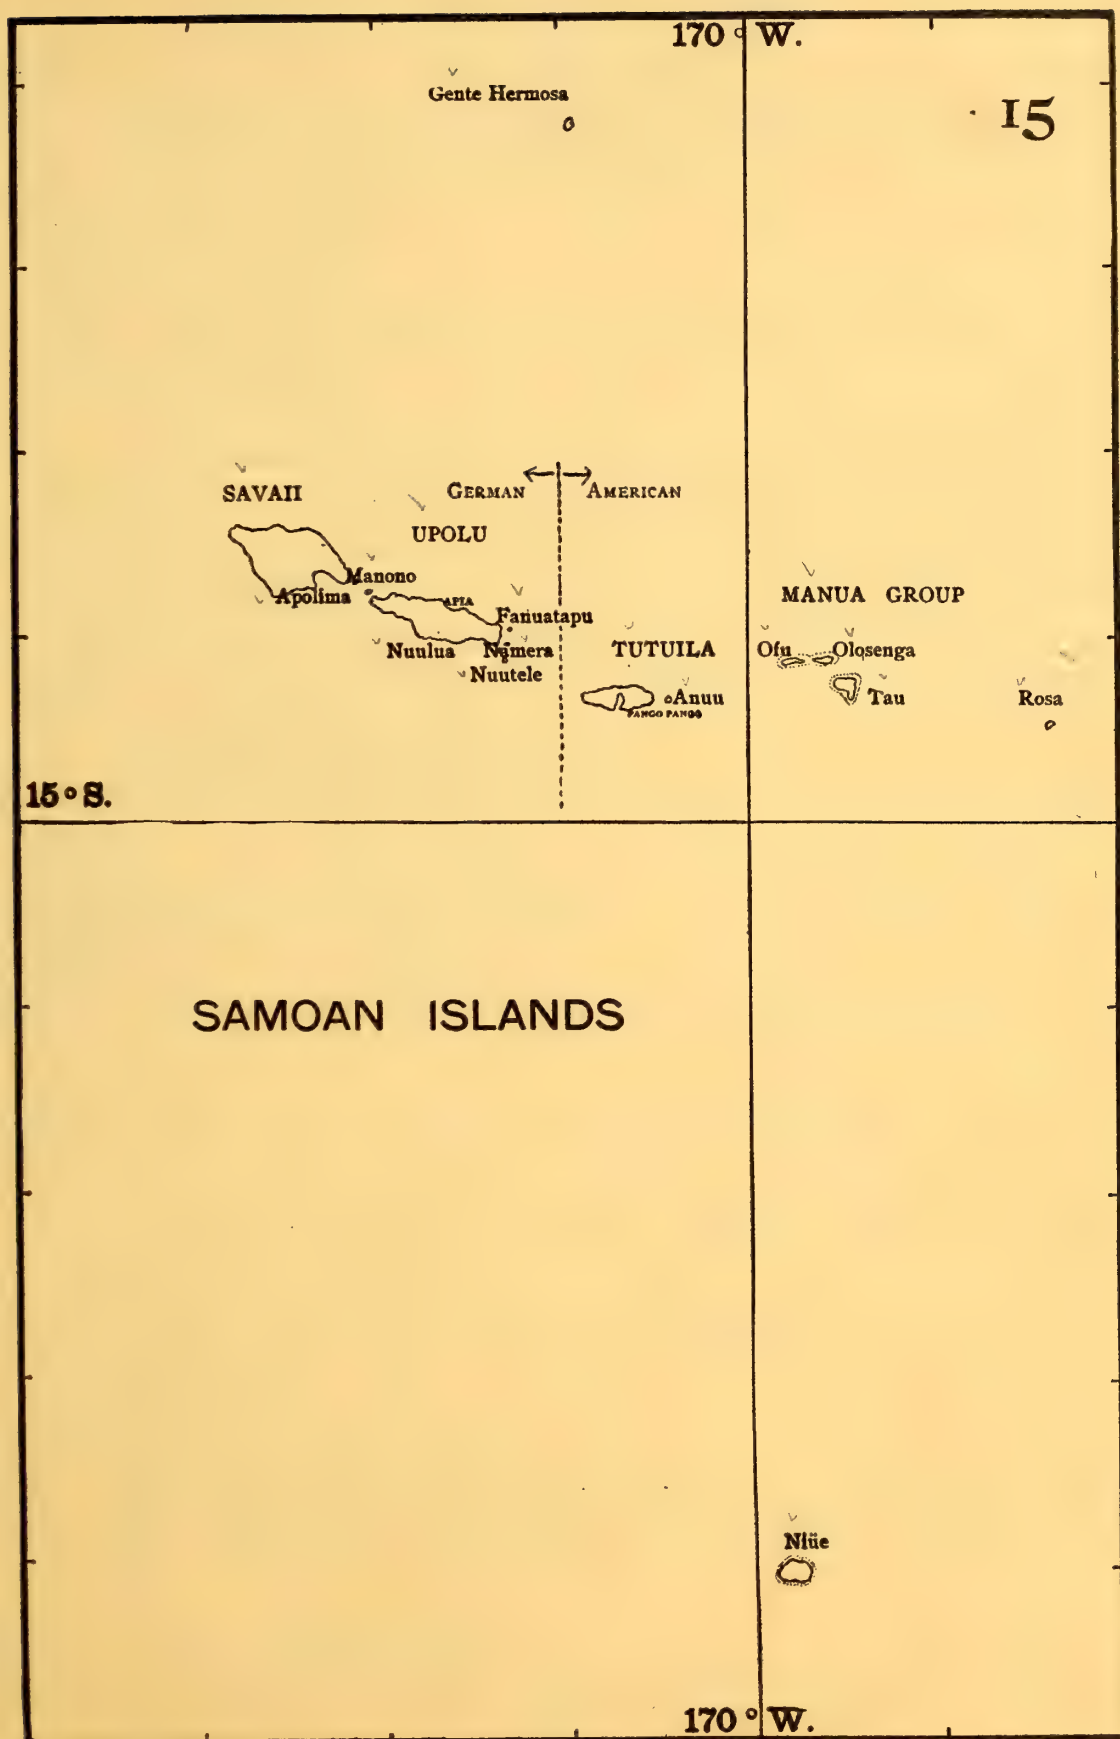 170° W.
Gente Hermosa
15
SAVAII
GERMAN
AMERICAN
UPOLU
Manono
Apolima
APIA
MANUA GROUP
Fanuatapu
Nuulua
Namera
TUTUILA
Ofu
Olosenga
Nuutele
Anuu
Tau
Rosa
PANGO PANGO
15° S.
SAMOAN ISLANDS
Niüe
170° W.